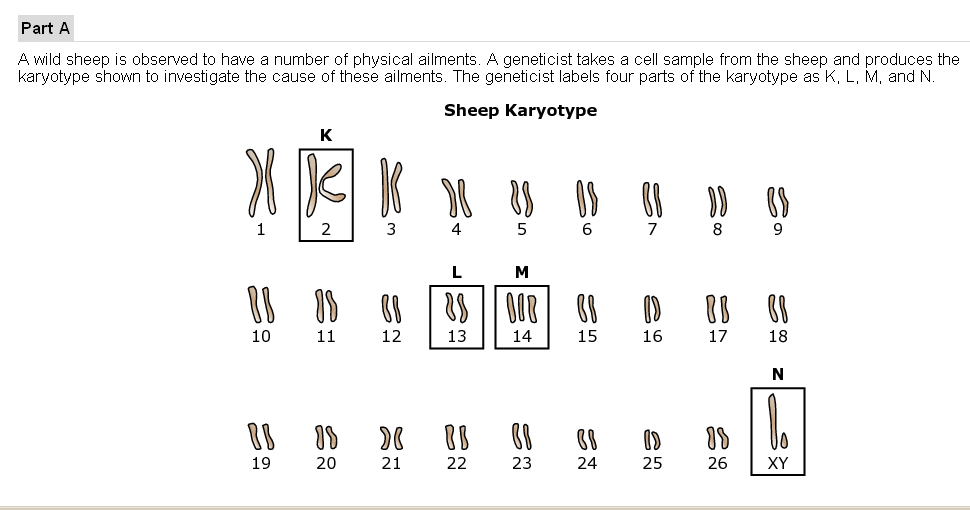 Part A
A wild sheep is observed to have a number of physical ailments. A geneticist takes a cell sample from the sheep and produces the
karyotype shown to investigate the cause of these ailments. The geneticist labels four parts of the karyotype as K, L, M, and N.
Sheep Karyotype
K
1 2 3 4 5 6 7 8 9
L M
10 11 12 13 14 15 16 17 18
N
19 20 21 22 23 24 25 26 XY